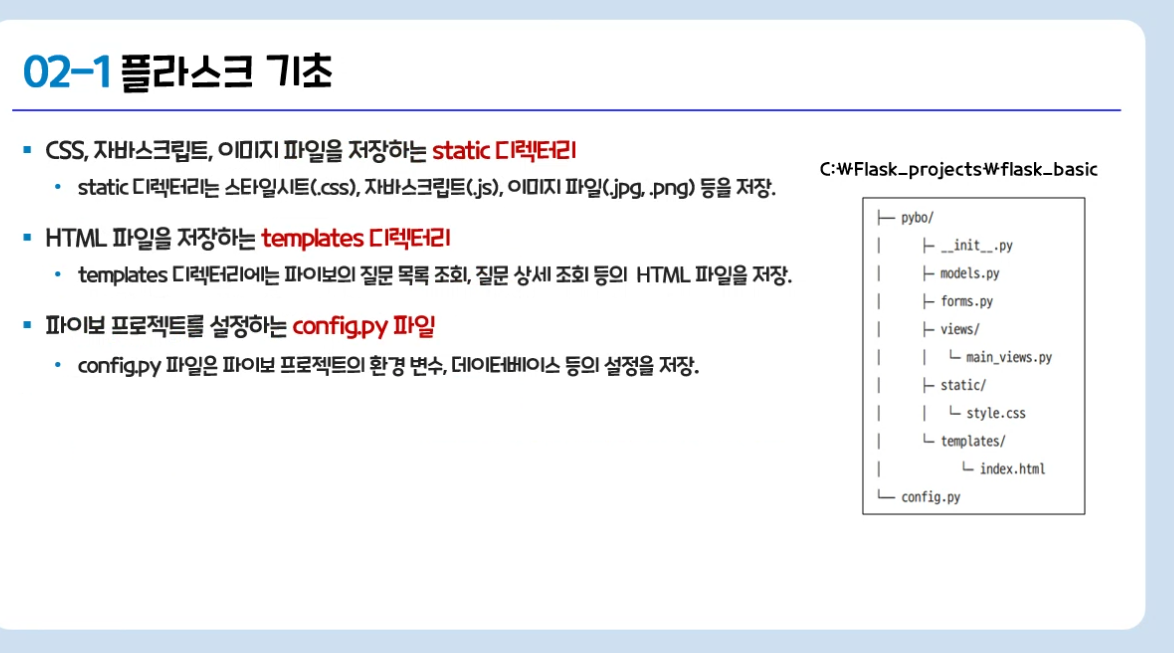 02-1 플라스크 기초
▪ CSS, 자바스크립트, 이미지 파일을 저장하는 static 디렉터리
• static 디렉터리는 스타일시트(.css), 자바스크립트(.js), 이미지 파일(.jpg, .png) 등을 저장.
▪ HTML 파일을 저장하는 templates 디렉터리
• templates 디렉터리에는 파이보의 질문 목록 조회, 질문 상세 조회 등의 HTML 파일을 저장.
▪ 파이보 프로젝트를 설정하는 config.py 파일
• config.py 파일은 파이보 프로젝트의 환경 변수, 데이터베이스 등의 설정을 저장.
C:₩Flask_projects₩flask_basic
├── pybo/
│    ├─ __init__.py
│    ├─ models.py
│    ├─ forms.py
│    ├─ views/
│    │  └─ main_views.py
│    ├─ static/
│    │  └─ style.css
│    └─ templates/
│        └─ index.html
└── config.py